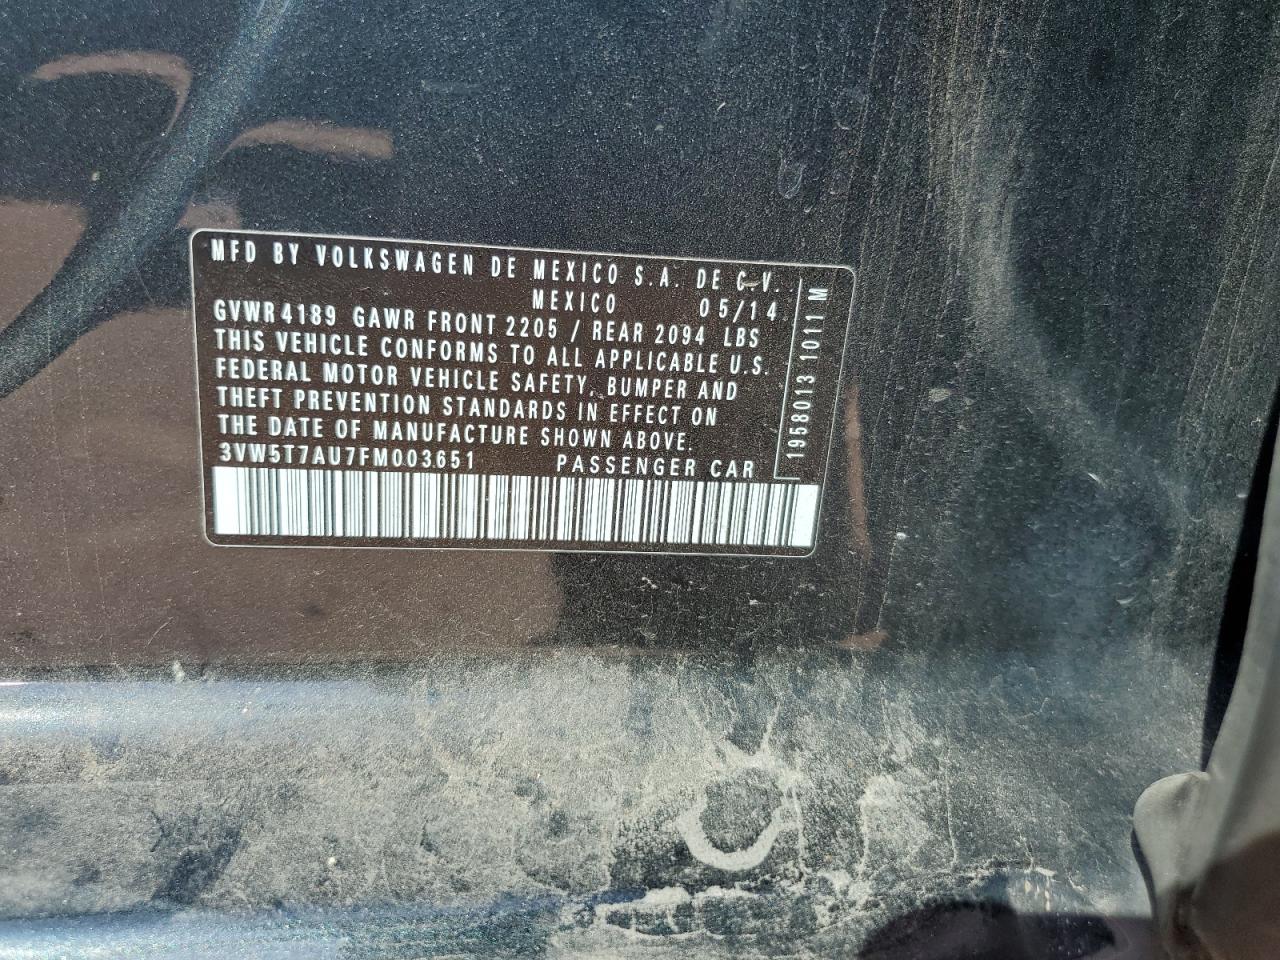 MFD BY VOLKSWAGEN DE MEXICO S.A. DE C.V.
MEXICO 05/14
GVWR 4189 GAWR FRONT 2205 / REAR 2094 LBS
THIS VEHICLE CONFORMS TO ALL APPLICABLE U.S.
FEDERAL MOTOR VEHICLE SAFETY, BUMPER AND
THEFT PREVENTION STANDARDS IN EFFECT ON
THE DATE OF MANUFACTURE SHOWN ABOVE.
3VW5T7AU7FM003651 PASSENGER CAR
1958013 1011 M